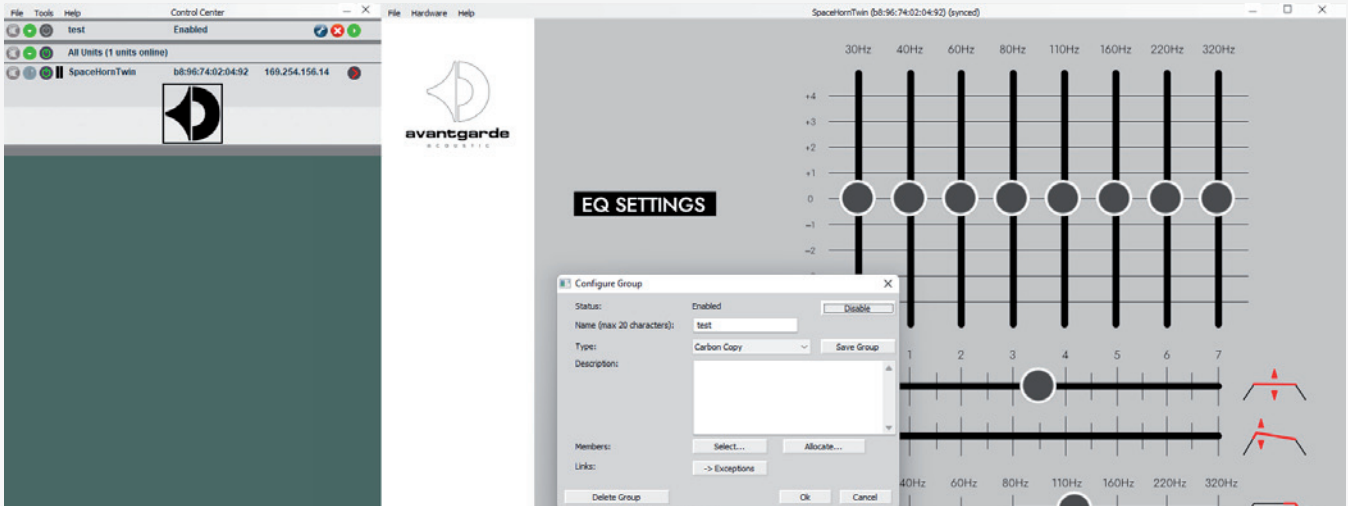 File Tools Help Control Center
test Enabled
All Units (1 units online)
SpaceHornTwin b8:96:74:02:04:92 169.254.156.14
File Hardware Help SpaceHornTwin (b8:96:74:02:04:92) (synced)
avantgarde
ACOUSTIC
30Hz 40Hz 60Hz 80Hz 110Hz 160Hz 220Hz 320Hz
+4
+3
+2
+1
0
-1
-2
EQ SETTINGS
Configure Group
Status: Enabled Disable
Name (max 20 characters): test
Type: Carbon Copy Save Group
Description:
Members: Select... Allocate...
Links: -> Exceptions
Delete Group Ok Cancel
1 2 3 4 5 6 7
40Hz 60Hz 80Hz 110Hz 160Hz 220Hz 320Hz